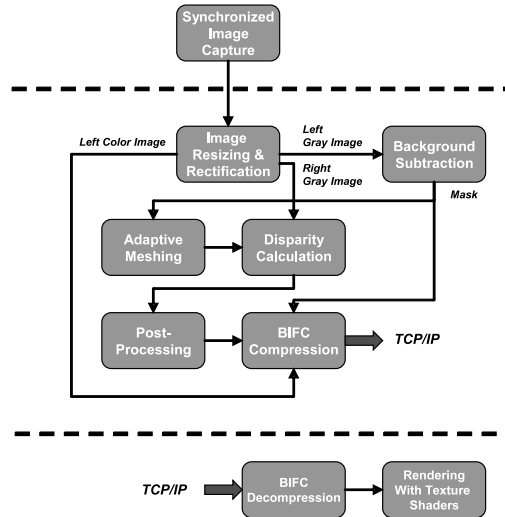 Synchronized
Image
Capture
Left Color Image
Image
Resizing &
Rectification
Left
Gray Image
Right
Gray Image
Background
Subtraction
Mask
Adaptive
Meshing
Disparity
Calculation
Post-
Processing
BIFC
Compression
TCP/IP
TCP/IP
BIFC
Decompression
Rendering
With Texture
Shaders